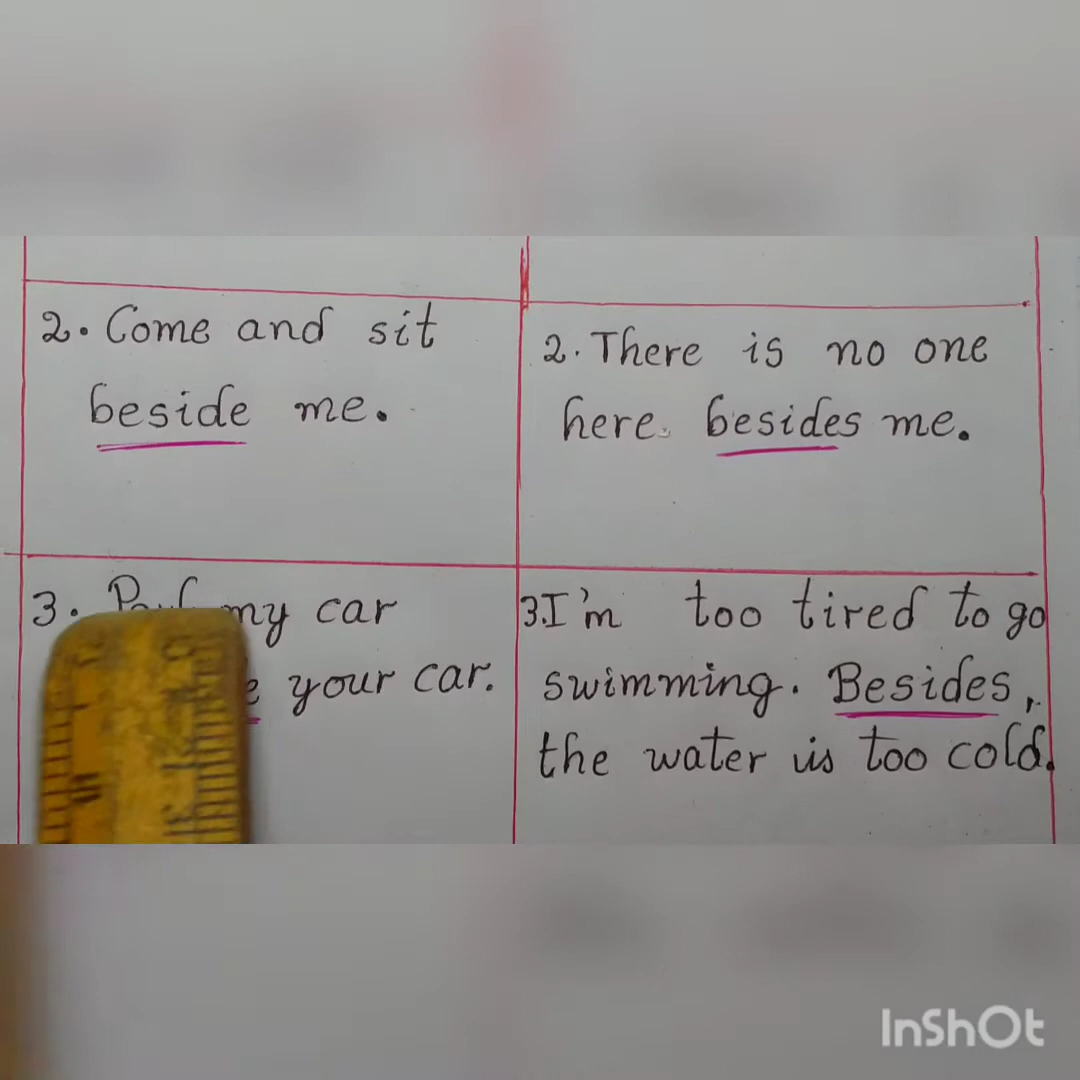 2. Come and sit
beside me.
2. There is no one
here besides me.
3. my car
your car.
3. I'm too tired to go
swimming. Besides,
the water is too cold.
InShOt